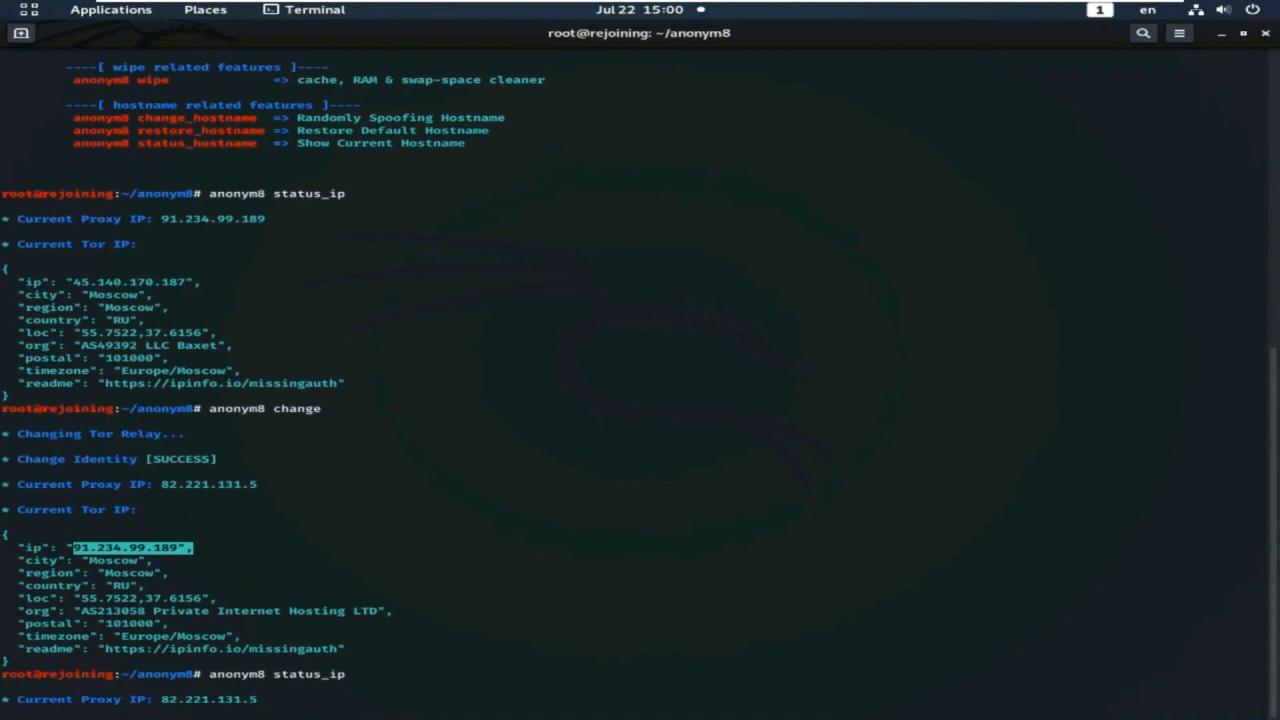 Applications Places Terminal Jul 22 15:00 1 en
root@rejoining: ~/anonym8
----[ wipe related features ]----
anonym8 wipe => cache, RAM & swap-space cleaner
----[ hostname related features ]----
anonym8 change_hostname => Randomly Spoofing Hostname
anonym8 restore_hostname => Restore Default Hostname
anonym8 status_hostname => Show Current Hostname
root@rejoining:~/anonym8# anonym8 status_ip
* Current Proxy IP: 91.234.99.189
* Current Tor IP:
{
"ip": "45.140.170.187",
"city": "Moscow",
"region": "Moscow",
"country": "RU",
"loc": "55.7522,37.6156",
"org": "AS49392 LLC Baxet",
"postal": "101000",
"timezone": "Europe/Moscow",
"readme": "https://ipinfo.io/missingauth"
}
root@rejoining:~/anonym8# anonym8 change
* Changing Tor Relay...
* Change Identity [SUCCESS]
* Current Proxy IP: 82.221.131.5
* Current Tor IP:
{
"ip": "91.234.99.189",
"city": "Moscow",
"region": "Moscow",
"country": "RU",
"loc": "55.7522,37.6156",
"org": "AS213058 Private Internet Hosting LTD",
"postal": "101000",
"timezone": "Europe/Moscow",
"readme": "https://ipinfo.io/missingauth"
}
root@rejoining:~/anonym8# anonym8 status_ip
* Current Proxy IP: 82.221.131.5